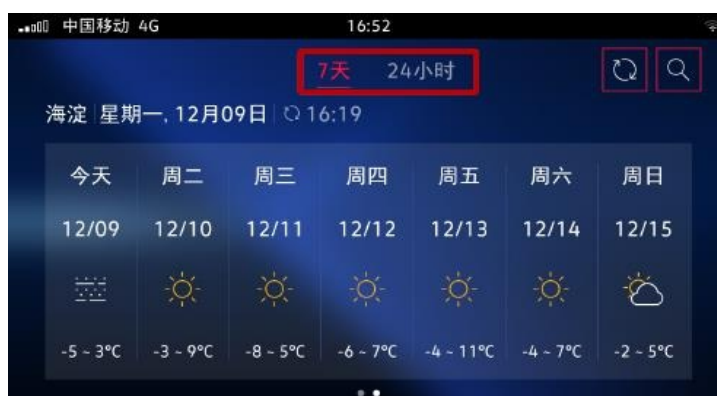 中国移动 4G 16:52
7天 24小时
海淀 星期一, 12月09日 16:19
今天 周二 周三 周四 周五 周六 周日
12/09 12/10 12/11 12/12 12/13 12/14 12/15
-5 ~ 3°C -3 ~ 9°C -8 ~ 5°C -6 ~ 7°C -4 ~ 11°C -4 ~ 7°C -2 ~ 5°C